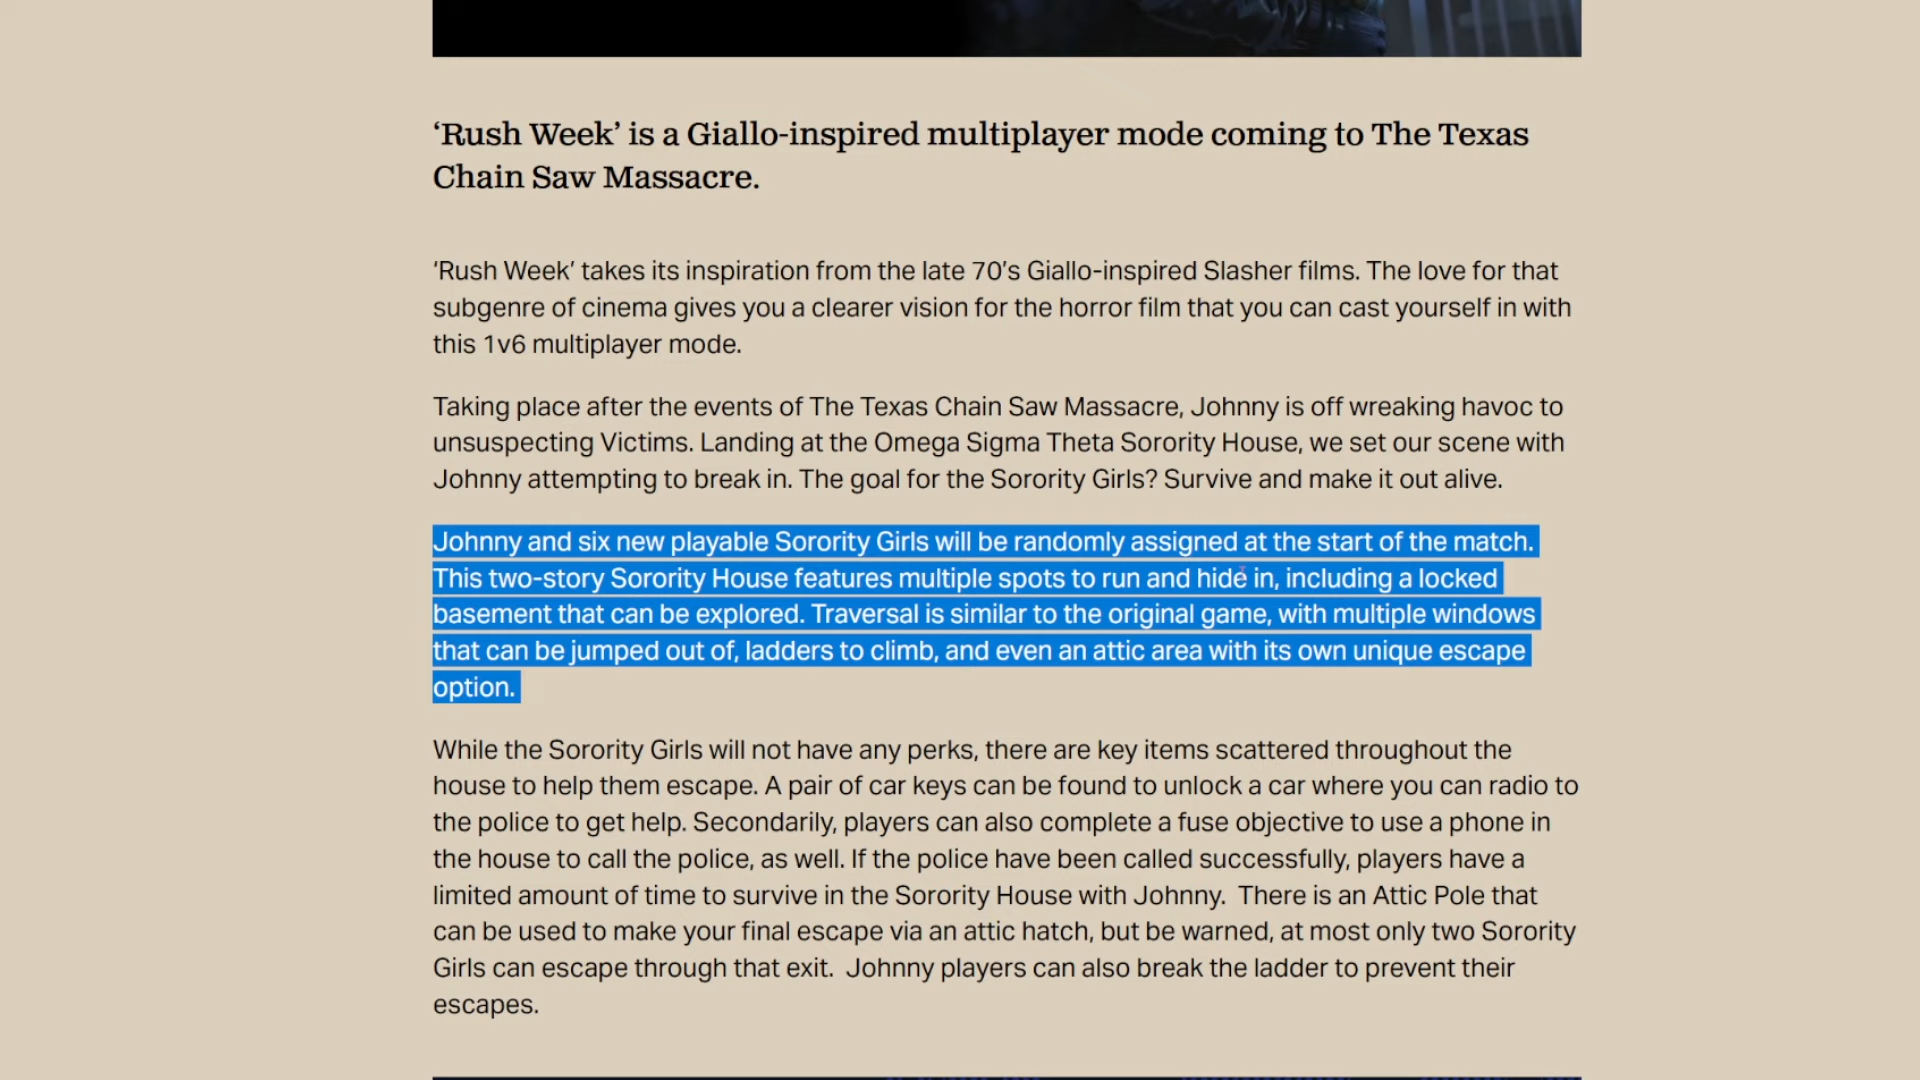 ‘Rush Week’ is a Giallo-inspired multiplayer mode coming to The Texas
Chain Saw Massacre.
‘Rush Week’ takes its inspiration from the late 70’s Giallo-inspired Slasher films. The love for that
subgenre of cinema gives you a clearer vision for the horror film that you can cast yourself in with
this 1v6 multiplayer mode.
Taking place after the events of The Texas Chain Saw Massacre, Johnny is off wreaking havoc to
unsuspecting Victims. Landing at the Omega Sigma Theta Sorority House, we set our scene with
Johnny attempting to break in. The goal for the Sorority Girls? Survive and make it out alive.
Johnny and six new playable Sorority Girls will be randomly assigned at the start of the match.
This two-story Sorority House features multiple spots to run and hide in, including a locked
basement that can be explored. Traversal is similar to the original game, with multiple windows
that can be jumped out of, ladders to climb, and even an attic area with its own unique escape
option.
While the Sorority Girls will not have any perks, there are key items scattered throughout the
house to help them escape. A pair of car keys can be found to unlock a car where you can radio to
the police to get help. Secondarily, players can also complete a fuse objective to use a phone in
the house to call the police, as well. If the police have been called successfully, players have a
limited amount of time to survive in the Sorority House with Johnny.  There is an Attic Pole that
can be used to make your final escape via an attic hatch, but be warned, at most only two Sorority
Girls can escape through that exit.  Johnny players can also break the ladder to prevent their
escapes.